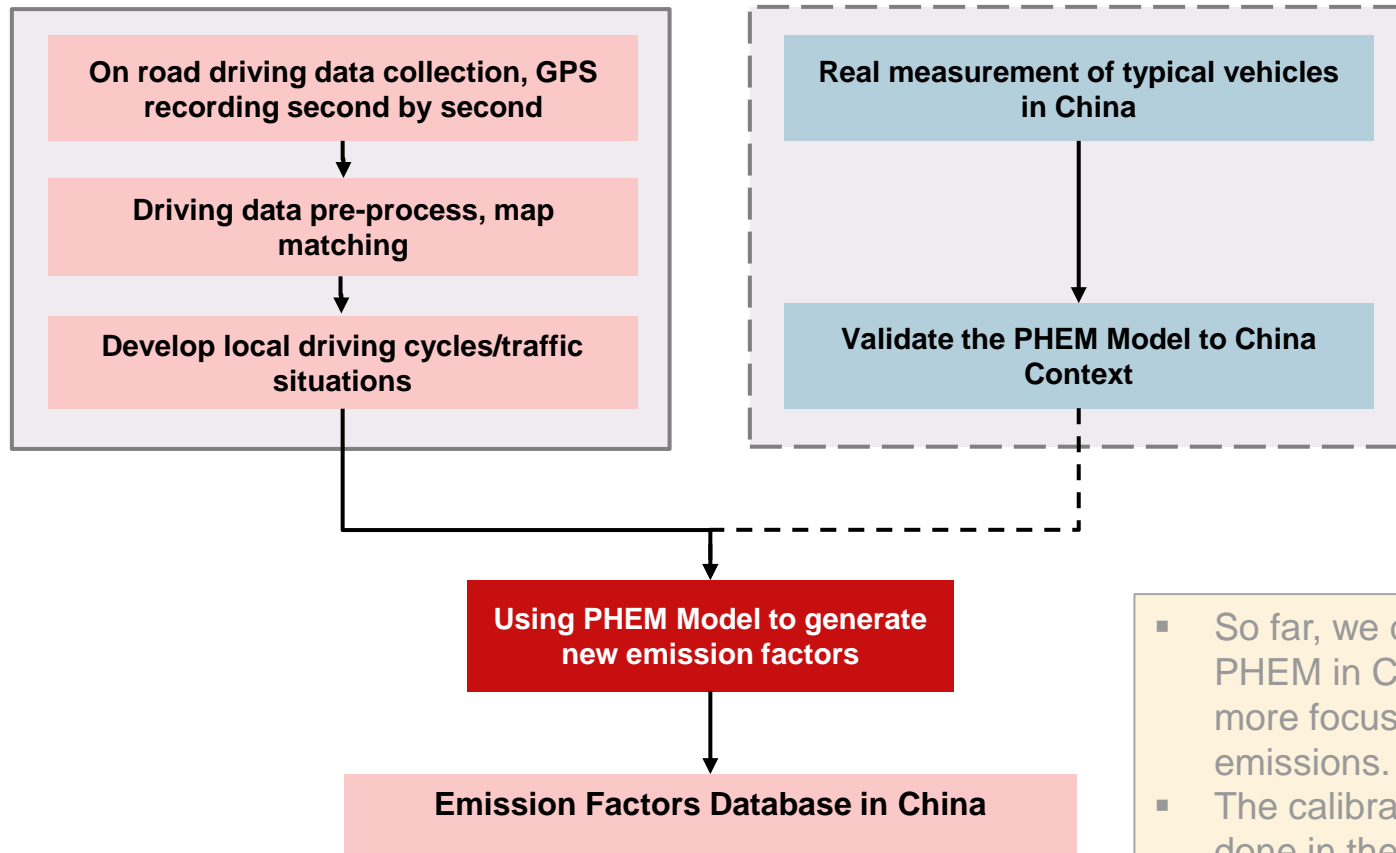 On road driving data collection, GPS
recording second by second
Driving data pre-process, map
matching
Develop local driving cycles/traffic
situations
Real measurement of typical vehicles
in China
Validate the PHEM Model to China
Context
Using PHEM Model to generate
new emission factors
Emission Factors Database in China
▪ So far, we
PHEM in
more focus
emissions.
▪ The
done in the